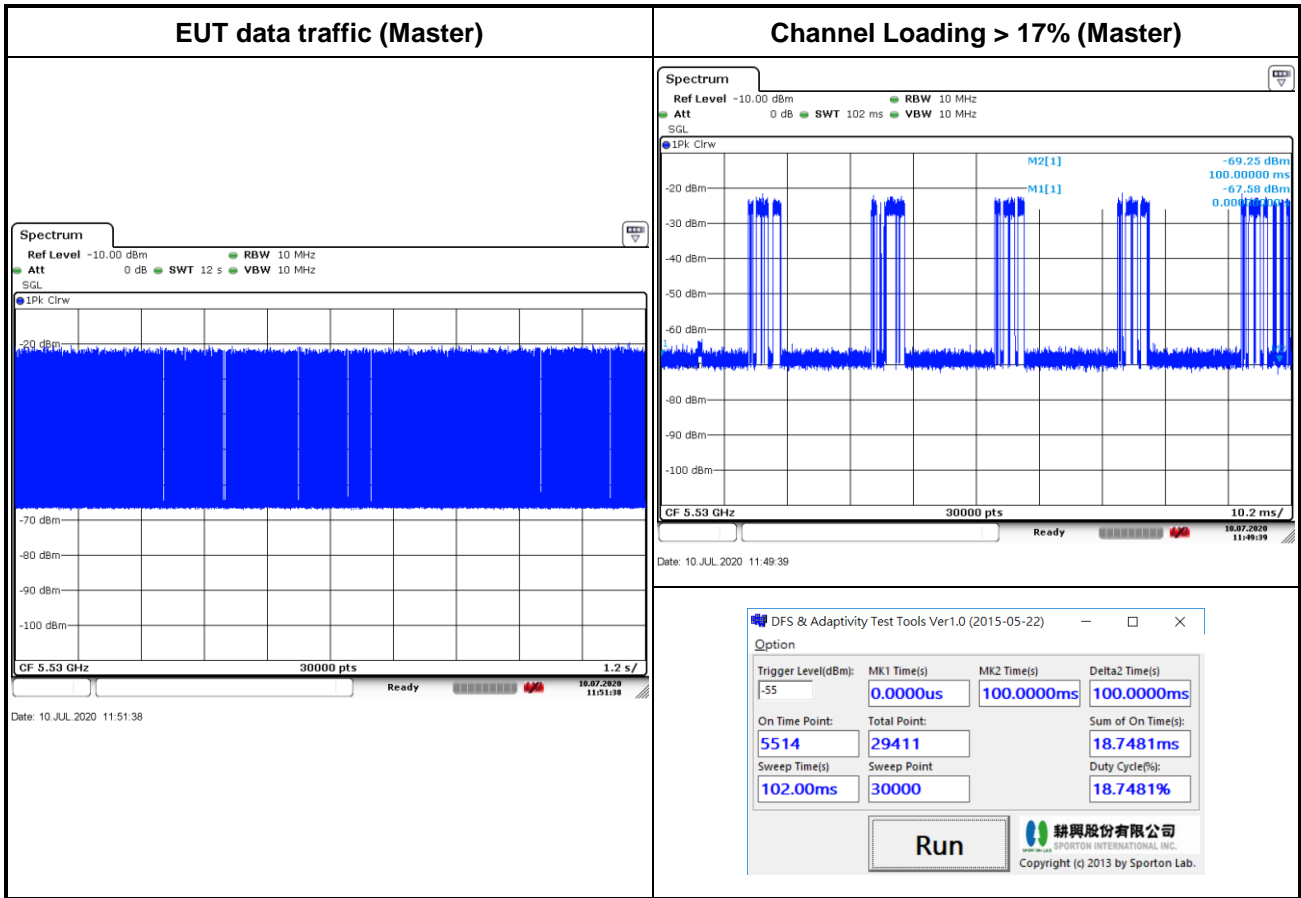 EUT data traffic (Master)
Channel Loading > 17% (Master)
Spectrum
Ref Level -10.00 dBm RBW 10 MHz
Att 0 dB SWT 12 s VBW 10 MHz
SGL
1Pk Clrw
-20 dBm
-70 dBm
-80 dBm
-90 dBm
-100 dBm
CF 5.53 GHz 30000 pts 1.2 s/
Ready 10.07.2020
11:51:38
Date: 10.JUL.2020 11:51:38
Spectrum
Ref Level -10.00 dBm RBW 10 MHz
Att 0 dB SWT 102 ms VBW 10 MHz
SGL
1Pk Clrw
M2[1] -69.25 dBm
100.00000 ms
-20 dBm M1[1] -67.58 dBm
-30 dBm
-40 dBm
-50 dBm
-60 dBm
1
-80 dBm
-90 dBm
-100 dBm
CF 5.53 GHz 30000 pts 10.2 ms/
Ready 10.07.2020
11:49:39
Date: 10.JUL.2020 11:49:39
DFS & Adaptivity Test Tools Ver1.0 (2015-05-22)
Option
Trigger Level(dBm): MK1 Time(s) MK2 Time(s) Delta2 Time(s)
-55 0.0000us 100.0000ms 100.0000ms
On Time Point: Total Point: Sum of On Time(s):
5514 29411 18.7481ms
Sweep Time(s) Sweep Point Duty Cycle(%):
102.00ms 30000 18.7481%
Run
耕興股份有限公司
SPORTON LAB. SPORTON INTERNATIONAL INC.
Copyright (c) 2013 by Sporton Lab.